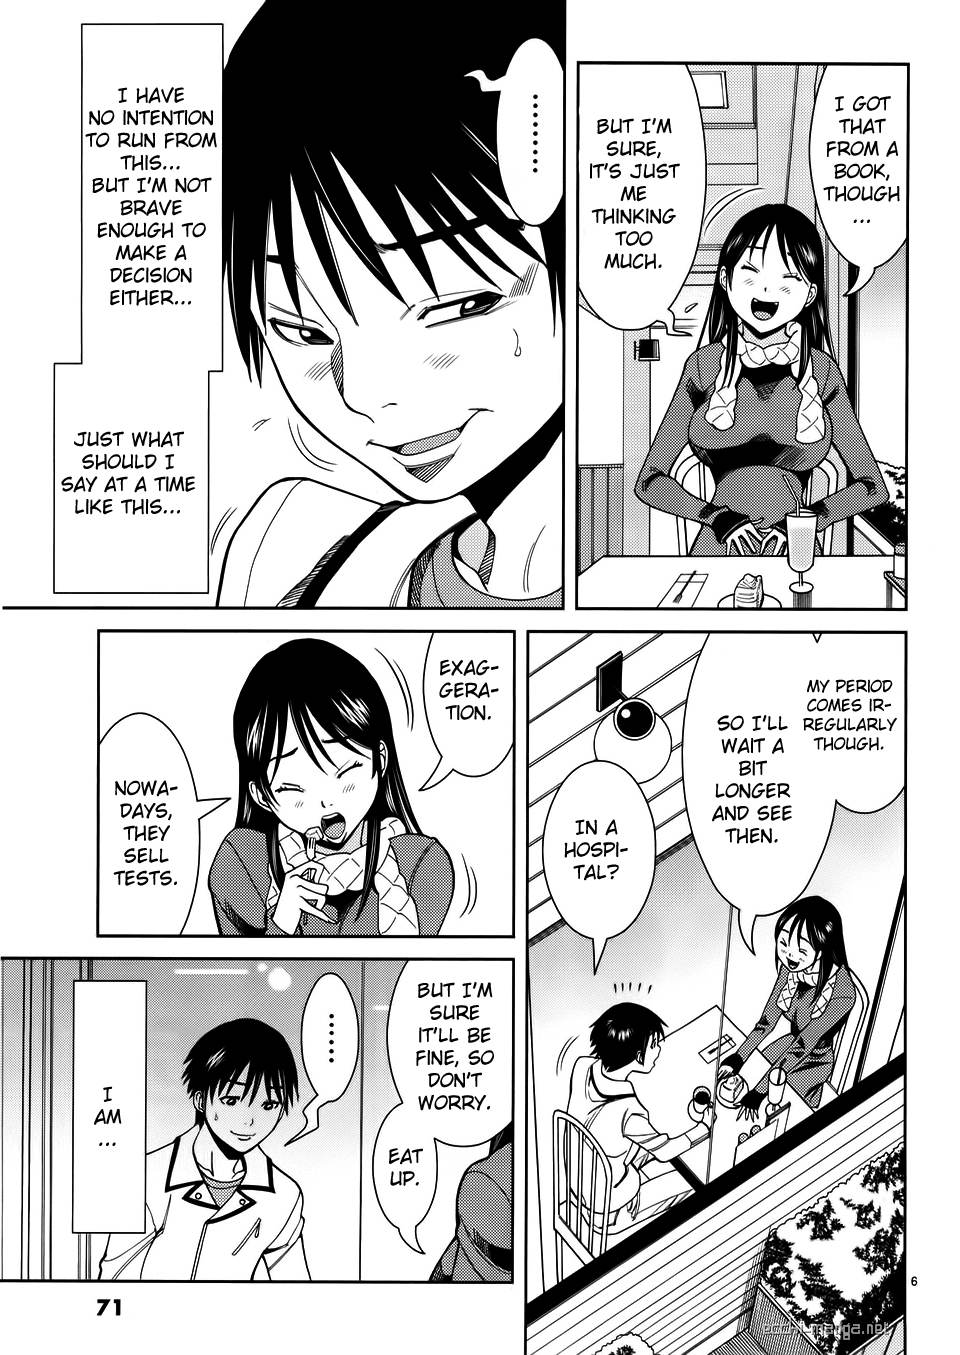 I GOT
THAT
FROM A
BOOK,
THOUGH
...
BUT I'M
SURE,
IT'S JUST
ME
THINKING
TOO
MUCH.
.........
I HAVE
NO INTENTION
TO RUN FROM
THIS...
BUT I'M NOT
BRAVE
ENOUGH TO
MAKE A
DECISION
EITHER...
JUST WHAT
SHOULD I
SAY AT A TIME
LIKE THIS...
MY PERIOD
COMES IR-
REGULARLY
THOUGH.
SO I'LL
WAIT A
BIT
LONGER
AND SEE
THEN.
IN A
HOSPI-
TAL?
EXAG-
GERA-
TION.
NOWA-
DAYS,
THEY
SELL
TESTS.
BUT I'M
SURE
IT'LL BE
FINE, SO
DON'T
WORRY.
EAT
UP.
.....
I
AM
...
71
6